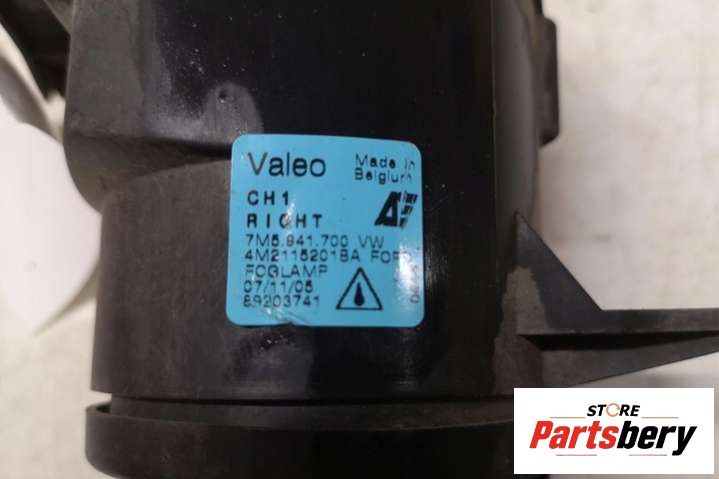 Valeo
Made in
Belgium
CH1
RIGHT
7M5.941.700 VW
4M2115201BA FORD
FOGLAMP
07/11/05
89203741
STORE
Partsbery